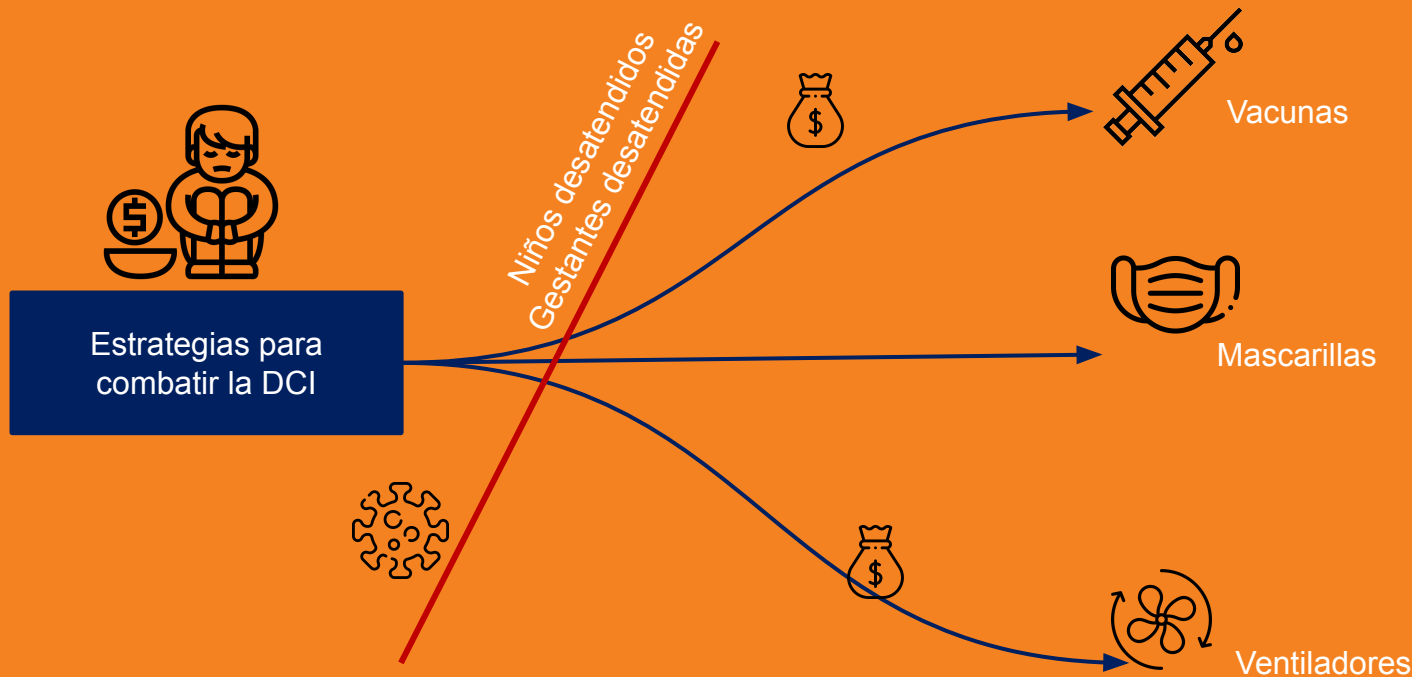 Niños desatendidos
Gestantes desatendidas
$
Vacunas
$
Estrategias para
combatir la DCI
Mascarillas
$
Ventiladores